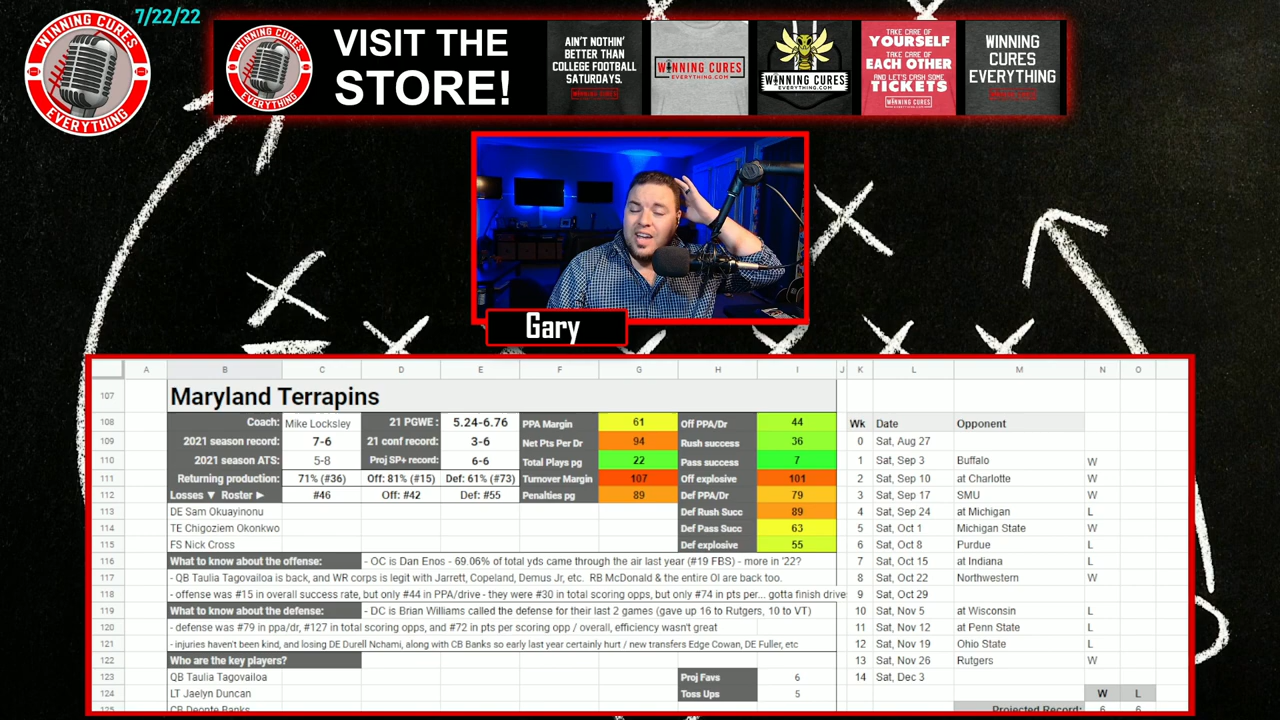 7/22/22
WINNING CURES
EVERYTHING
WINNING CURES
EVERYTHING
VISIT THE
STORE!
AIN'T NOTHIN'
BETTER THAN
COLLEGE FOOTBALL
SATURDAYS.
WINNING CURES
WINNING CURES
EVERYTHING.COM
WINNING CURES
EVERYTHING.COM
TAKE CARE OF
YOURSELF
TAKE CARE OF
EACH OTHER
AND LET'S CASH SOME
TICKETS
WINNING CURES
WINNING
CURES
EVERYTHING
Gary
A B C D E F G H I J K L M N O
107 Maryland Terrapins
108 Coach: Mike Locksley 21 PGWE: 5.24-6.76 PPA Margin 61 Off PPA/Dr 44 Wk Date Opponent
109 2021 season record: 7-6 21 conf record: 3-6 Net Pts Per Dr 94 Rush success 36 0 Sat, Aug 27
110 2021 season ATS: 5-8 Proj SP+ record: 6-6 Total Plays pg 22 Pass success 7 1 Sat, Sep 3 Buffalo W
111 Returning production: 71% (#36) Off: 81% (#15) Def: 61% (#73) Turnover Margin 107 Off explosive 101 2 Sat, Sep 10 at Charlotte W
112 Losses ▼ Roster ► #46 Off: #42 Def: #55 Penalties pg 89 Def PPA/Dr 79 3 Sat, Sep 17 SMU W
113 DE Sam Okuayinonu Def Rush Succ 89 4 Sat, Sep 24 at Michigan L
114 TE Chigoziem Okonkwo Def Pass Succ 63 5 Sat, Oct 1 Michigan State W
115 FS Nick Cross Def explosive 55 6 Sat, Oct 8 Purdue L
116 What to know about the offense: - OC is Dan Enos - 69.06% of total yds came through the air last year (#19 FBS) - more in '22? 7 Sat, Oct 15 at Indiana L
117 - QB Taulia Tagovailoa is back, and WR corps is legit with Jarrett, Copeland, Demus Jr, etc. RB McDonald & the entire Ol are back too. 8 Sat, Oct 22 Northwestern W
118 - offense was #15 in overall success rate, but only #44 in PPA/drive - they were #30 in total scoring opps, but only #74 in pts per... gotta finish drive 9 Sat, Oct 29
119 What to know about the defense: - DC is Brian Williams called the defense for their last 2 games (gave up 16 to Rutgers, 10 to VT) 10 Sat, Nov 5 at Wisconsin L
120 - defense was #79 in ppa/dr, #127 in total scoring opps, and #72 in pts per scoring opp / overall, efficiency wasn't great 11 Sat, Nov 12 at Penn State L
121 - injuries haven't been kind, and losing DE Durell Nchami, along with CB Banks so early last year certainly hurt / new transfers Edge Cowan, DE Fuller, etc 12 Sat, Nov 19 Ohio State L
122 Who are the key players? 13 Sat, Nov 26 Rutgers W
123 QB Taulia Tagovailoa Proj Favs 6 14 Sat, Dec 3
124 LT Jaelyn Duncan Toss Ups 5 W L
125 CB Deonte Banks Projected Record: 6 6